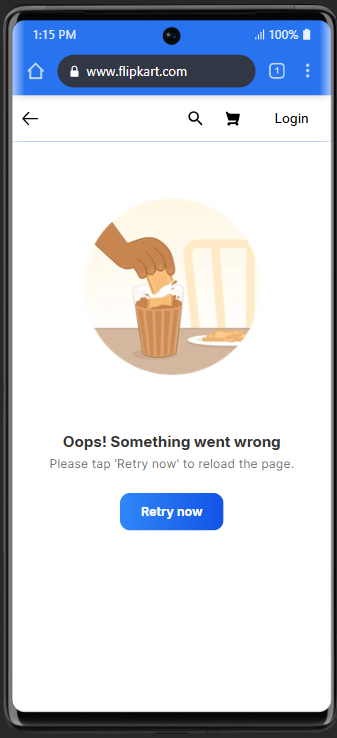 1:15 PM
100%
www.flipkart.com
1
Login
Oops! Something went wrong
Please tap 'Retry now' to reload the page.
Retry now